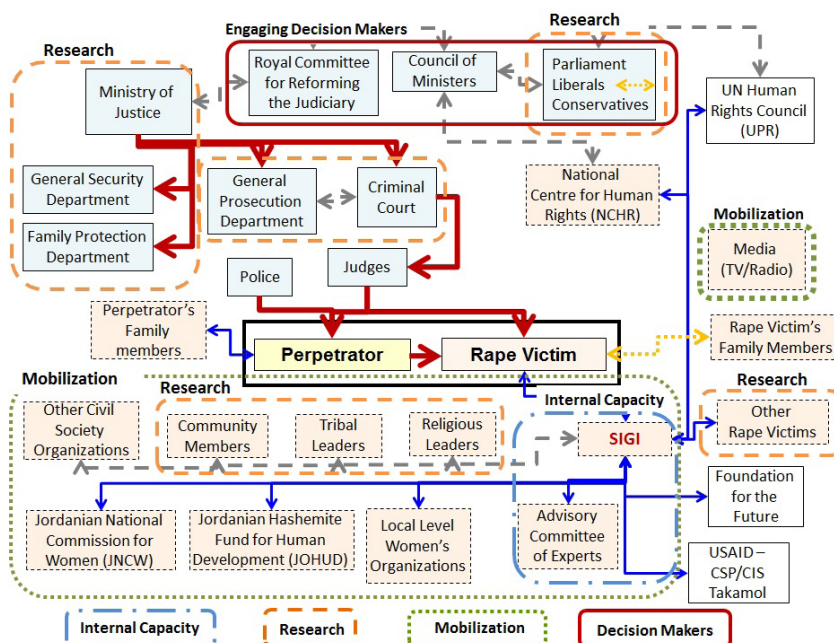 Engaging Decision Makers
Research
Research
Ministry of
Justice
Royal Committee
for Reforming
the Judiciary
Council of
Ministers
Parliament
Liberals
Conservatives
UN Human
Rights Council
(UPR)
General Security
Department
General
Prosecution
Department
Criminal
Court
National
Centre for Human
Rights (NCHR)
Family Protection
Department
Mobilization
Media
(TV/Radio)
Police
Judges
Perpetrator's
Family
members
Perpetrator
Rape Victim
Rape Victim's
Family Members
Mobilization
Research
Internal Capacity
Research
Other Civil
Society
Organizations
Community
Members
Tribal
Leaders
Religious
Leaders
SIGI
Other
Rape Victims
Foundation
for the
Future
Jordanian National
Commission for
Women (JNCW)
Jordanian Hashemite
Fund for Human
Development (JOHUD)
Local Level
Women's
Organizations
Advisory
Committee
of Experts
USAID –
CSP/CIS
Takamol
Internal Capacity
Research
Mobilization
Decision Makers